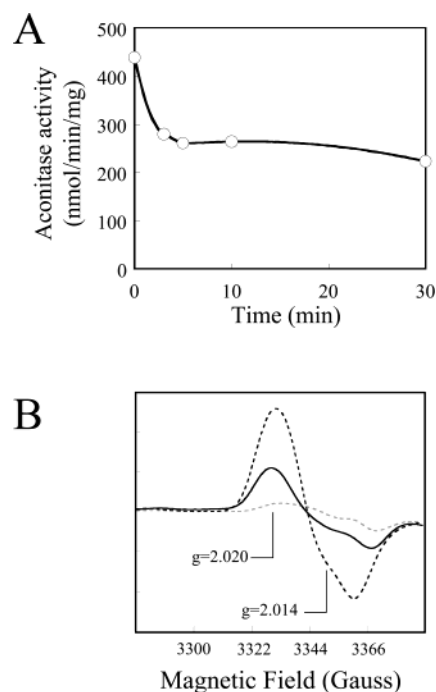 A
Aconitase activity
(nmol/min/mg)
500
400
300
200
100
0
0
10
20
30
Time (min)
B
g=2.020
g=2.014
3300
3322
3344
3366
Magnetic Field (Gauss)